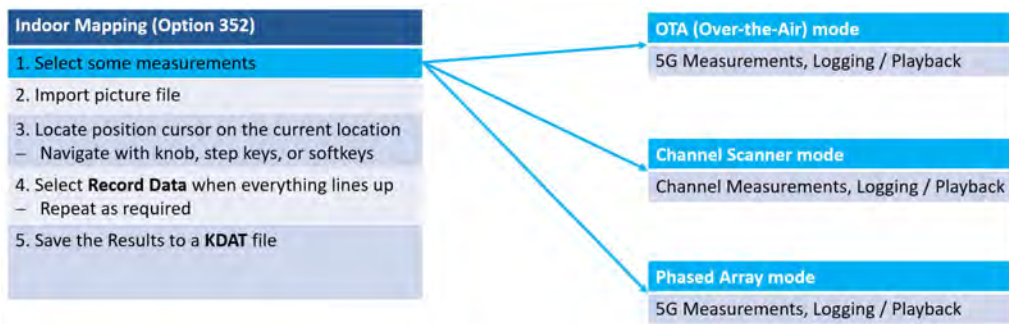 Indoor Mapping (Option 352)
1. Select some measurements
2. Import picture file
3. Locate position cursor on the current location
– Navigate with knob, step keys, or softkeys
4. Select Record Data when everything lines up
– Repeat as required
5. Save the Results to a KDAT file
OTA (Over-the-Air) mode
5G Measurements, Logging / Playback
Channel Scanner mode
Channel Measurements, Logging / Playback
Phased Array mode
5G Measurements, Logging / Playback